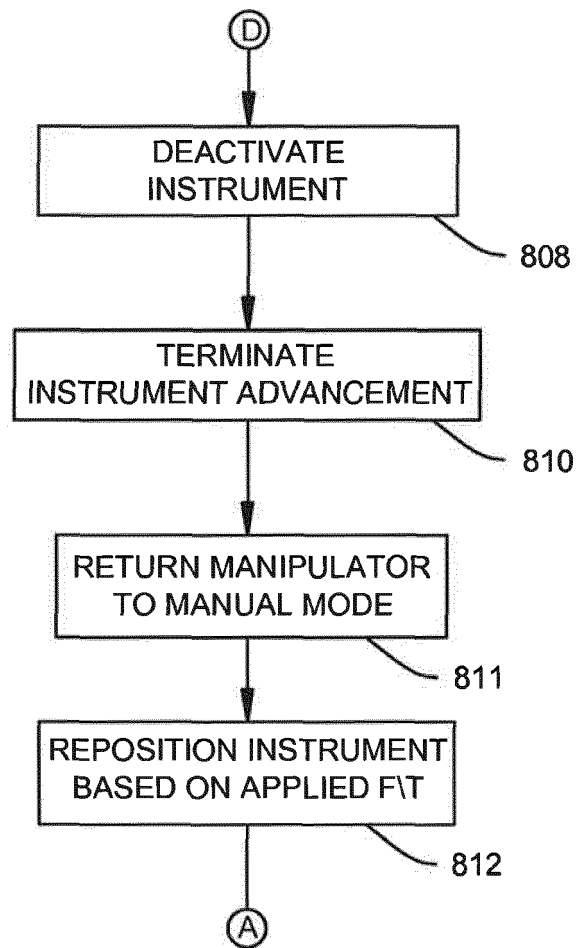 D
DEACTIVATE
INSTRUMENT
808
TERMINATE
INSTRUMENT ADVANCEMENT
810
RETURN MANIPULATOR
TO MANUAL MODE
811
REPOSITION INSTRUMENT
BASED ON APPLIED F\T
812
A